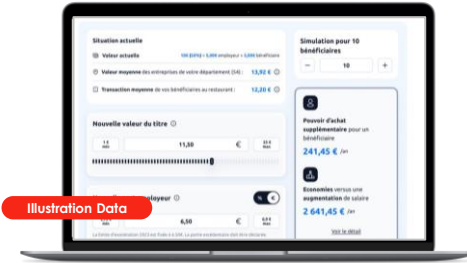 Situation actuelle
Valeur actuelle
Valeur moyenne des entreprises de votre département (54) : 13,92 €
Transaction moyenne de vos bénéficiaires au restaurant : 12,20 €
Nouvelle valeur du titre
11,50 €
Illustration Data
6,50 €
Simulation pour 10
bénéficiaires
- 10 +
Pouvoir d'achat
supplémentaire pour un
bénéficiaire
241,45 € /an
Economies versus une
augmentation de salaire
2 641,45 € /an
Voir le détail